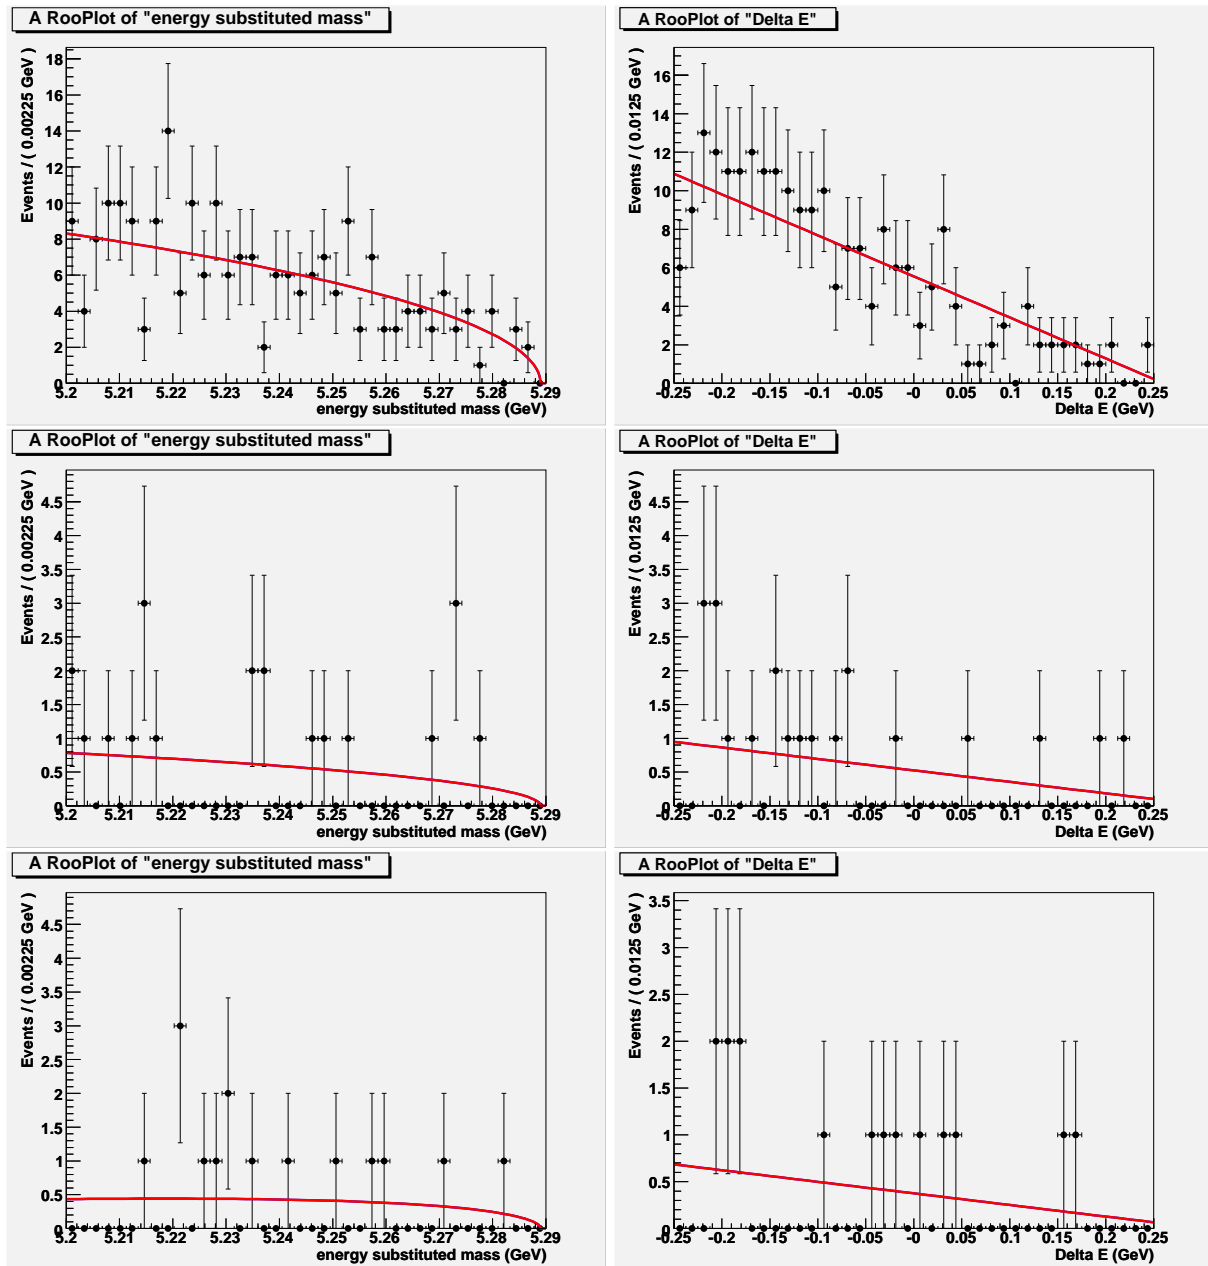 A RooPlot of "energy substituted mass"
Events / ( 0.00225 GeV )
18
16
14
12
10
8
6
4
2
0
5.2 5.21 5.22 5.23 5.24 5.25 5.26 5.27 5.28 5.29
energy substituted mass (GeV)
A RooPlot of "Delta E"
Events / ( 0.0125 GeV )
16
14
12
10
8
6
4
2
0
-0.25 -0.2 -0.15 -0.1 -0.05 -0 0.05 0.1 0.15 0.2 0.25
Delta E (GeV)
A RooPlot of "energy substituted mass"
Events / ( 0.00225 GeV )
4.5
4
3.5
3
2.5
2
1.5
1
0.5
0
5.2 5.21 5.22 5.23 5.24 5.25 5.26 5.27 5.28 5.29
energy substituted mass (GeV)
A RooPlot of "Delta E"
Events / ( 0.0125 GeV )
4.5
4
3.5
3
2.5
2
1.5
1
0.5
0
-0.25 -0.2 -0.15 -0.1 -0.05 -0 0.05 0.1 0.15 0.2 0.25
Delta E (GeV)
A RooPlot of "energy substituted mass"
Events / ( 0.00225 GeV )
4.5
4
3.5
3
2.5
2
1.5
1
0.5
0
5.2 5.21 5.22 5.23 5.24 5.25 5.26 5.27 5.28 5.29
energy substituted mass (GeV)
A RooPlot of "Delta E"
Events / ( 0.0125 GeV )
3.5
3
2.5
2
1.5
1
0.5
0
-0.25 -0.2 -0.15 -0.1 -0.05 -0 0.05 0.1 0.15 0.2 0.25
Delta E (GeV)